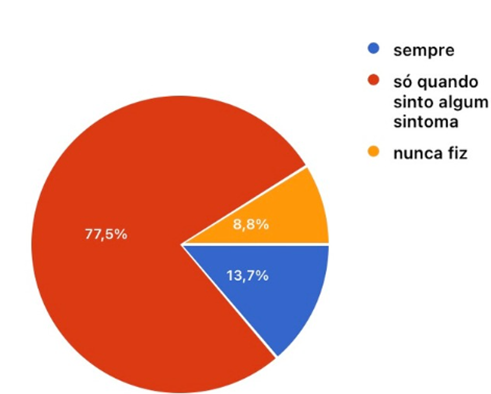 sempre
só quando
sinto algum
sintoma
nunca fiz
77,5%
8,8%
13,7%